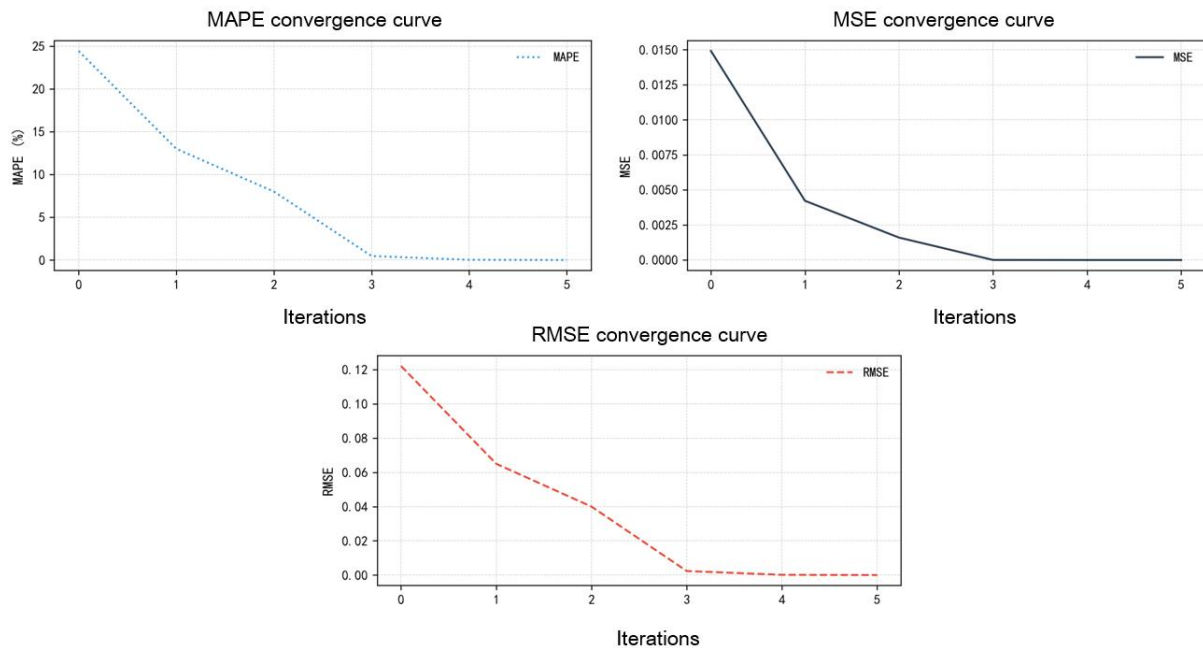 MAPE convergence curve
25
20
15
10
5
0
MAPE (%)
MAPE
0 1 2 3 4 5
Iterations
MSE convergence curve
0.0150
0.0125
0.0100
0.0075
0.0050
0.0025
0.0000
MSE
MSE
0 1 2 3 4 5
Iterations
RMSE convergence curve
0.12
0.10
0.08
0.06
0.04
0.02
0.00
RMSE
RMSE
0 1 2 3 4 5
Iterations